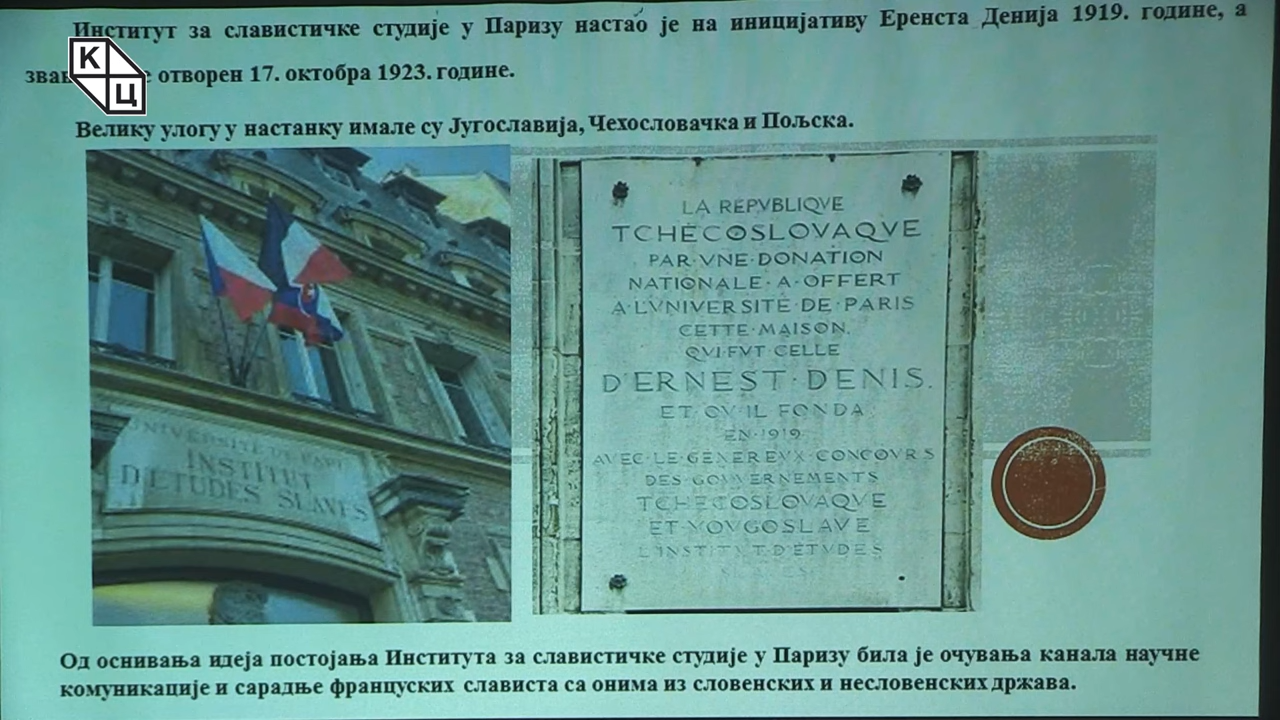 Институт за славистичке студије у Паризу настао је на иницијативу Еренста Денија 1919. године, а
отворен 17. октобра 1923. године.
К
Ц
Велику улогу у настанку имале су Југославија, Чехословачка и Пољска.
UNIVERSITÉ DE PARIS
INSTITUT
D'ETUDES SLAVES
LA REPVBLIQVE
TCHECOSLOVAQVE
PAR·VNE·DONATION
NATIONALE·A·OFFERT
A·L'VNIVERSITE·DE·PARIS
CETTE·MAISON,
QVI·FVT·CELLE
D'ERNEST·DENIS.
ET·QV'IL FONDA
EN·1919
AVEC·LE·GENEREVX·CONCOVRS
DES·GOVVERNEMENTS
TCHECOSLOVAQVE
ET·YOVGOSLAVE
L'INSTITVT·D'ETVDES
Од оснивања идеја постојања Института за славистичке студије у Паризу била је очувања канала научне
комуникације и сарадње француских слависта са онима из словенских и несловенских држава.